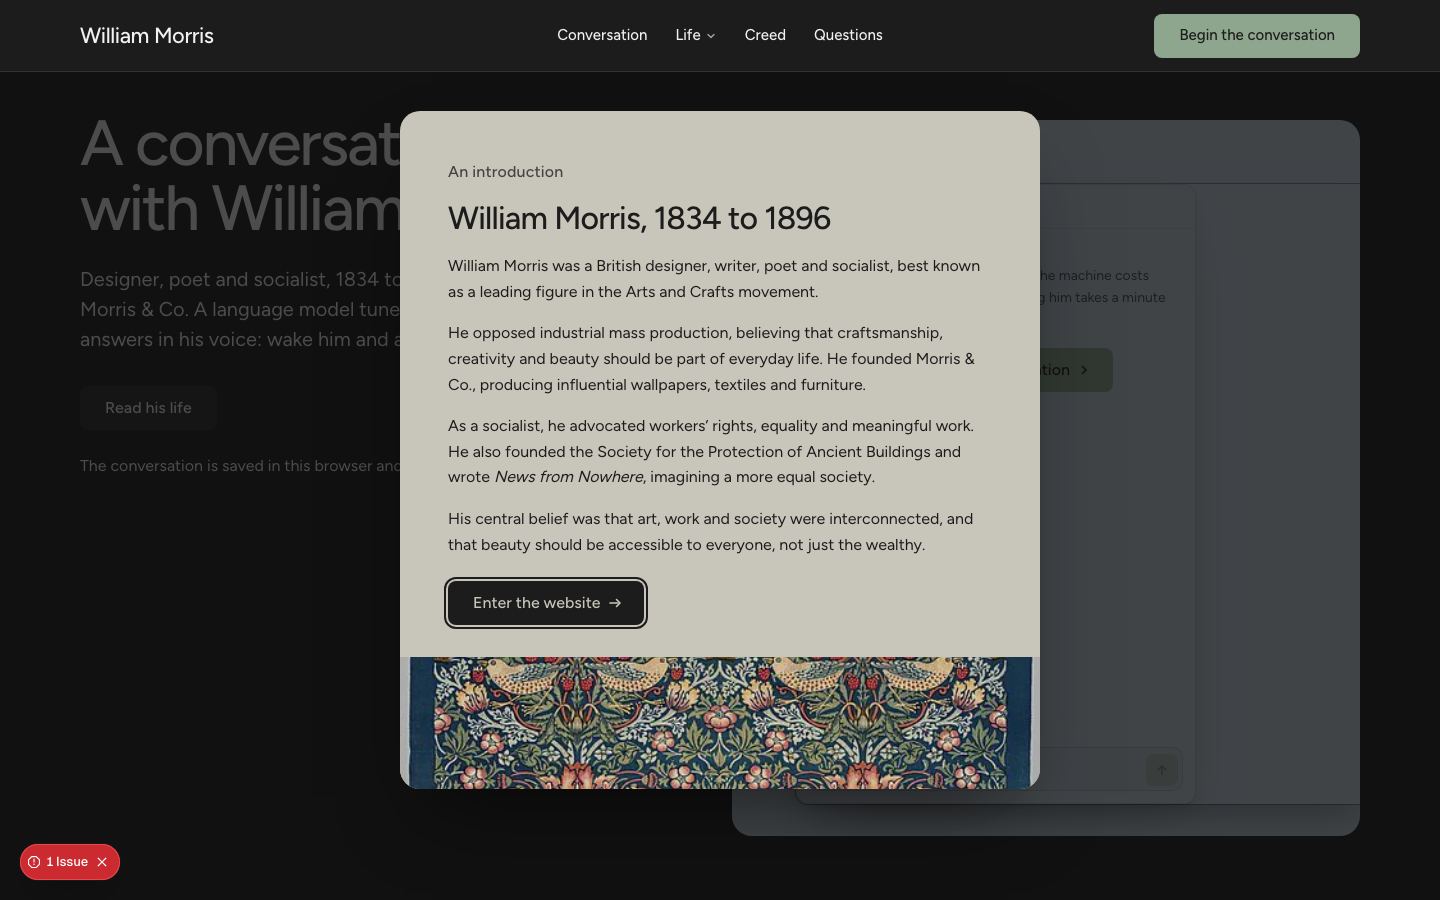 William Morris
Conversation
Life
Creed
Questions
Begin the conversation
A conversat
with William
Designer, poet and socialist, 1834 to
Morris & Co. A language model tune
answers in his voice: wake him and a
Read his life
The conversation is saved in this browser and
An introduction
William Morris, 1834 to 1896
William Morris was a British designer, writer, poet and socialist, best known
as a leading figure in the Arts and Crafts movement.
He opposed industrial mass production, believing that craftsmanship,
creativity and beauty should be part of everyday life. He founded Morris &
Co., producing influential wallpapers, textiles and furniture.
As a socialist, he advocated workers’ rights, equality and meaningful work.
He also founded the Society for the Protection of Ancient Buildings and
wrote News from Nowhere, imagining a more equal society.
His central belief was that art, work and society were interconnected, and
that beauty should be accessible to everyone, not just the wealthy.
Enter the website
he machine costs
g him takes a minute
tion
1 Issue